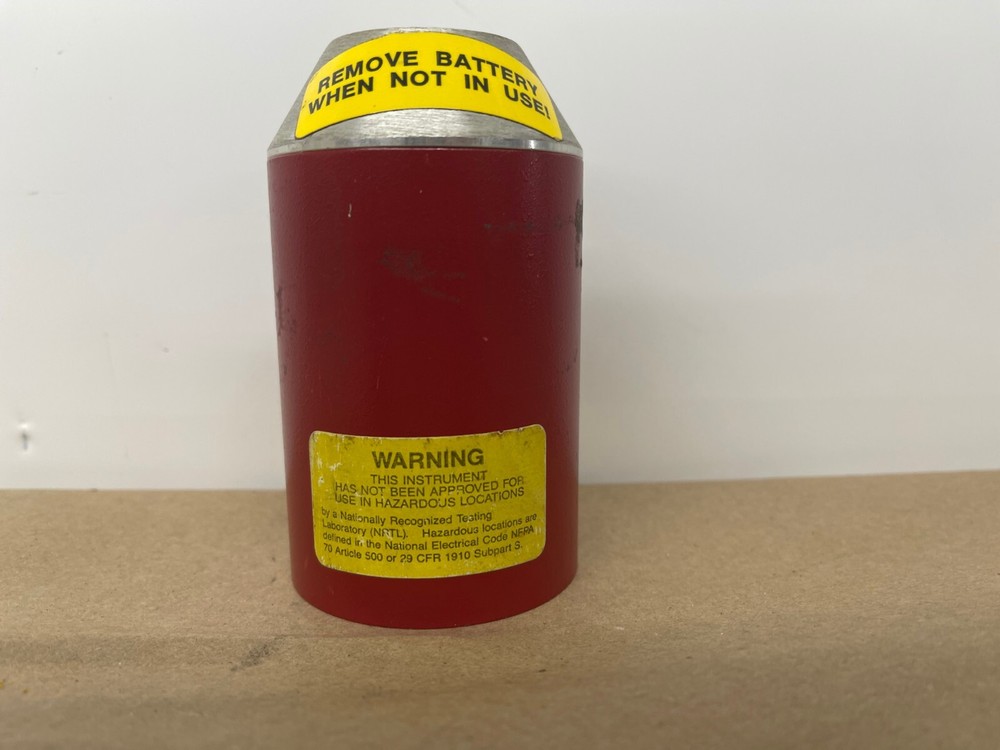 REMOVE BATTERY
WHEN NOT IN USE!
WARNING
THIS INSTRUMENT
HAS NOT BEEN APPROVED FOR
USE IN HAZARDOUS LOCATIONS
by a Nationally Recognized Testing
Laboratory (NRTL). Hazardous locations are
defined in the National Electrical Code NFPA
70 Article 500 or 29 CFR 1910 Subpart S.